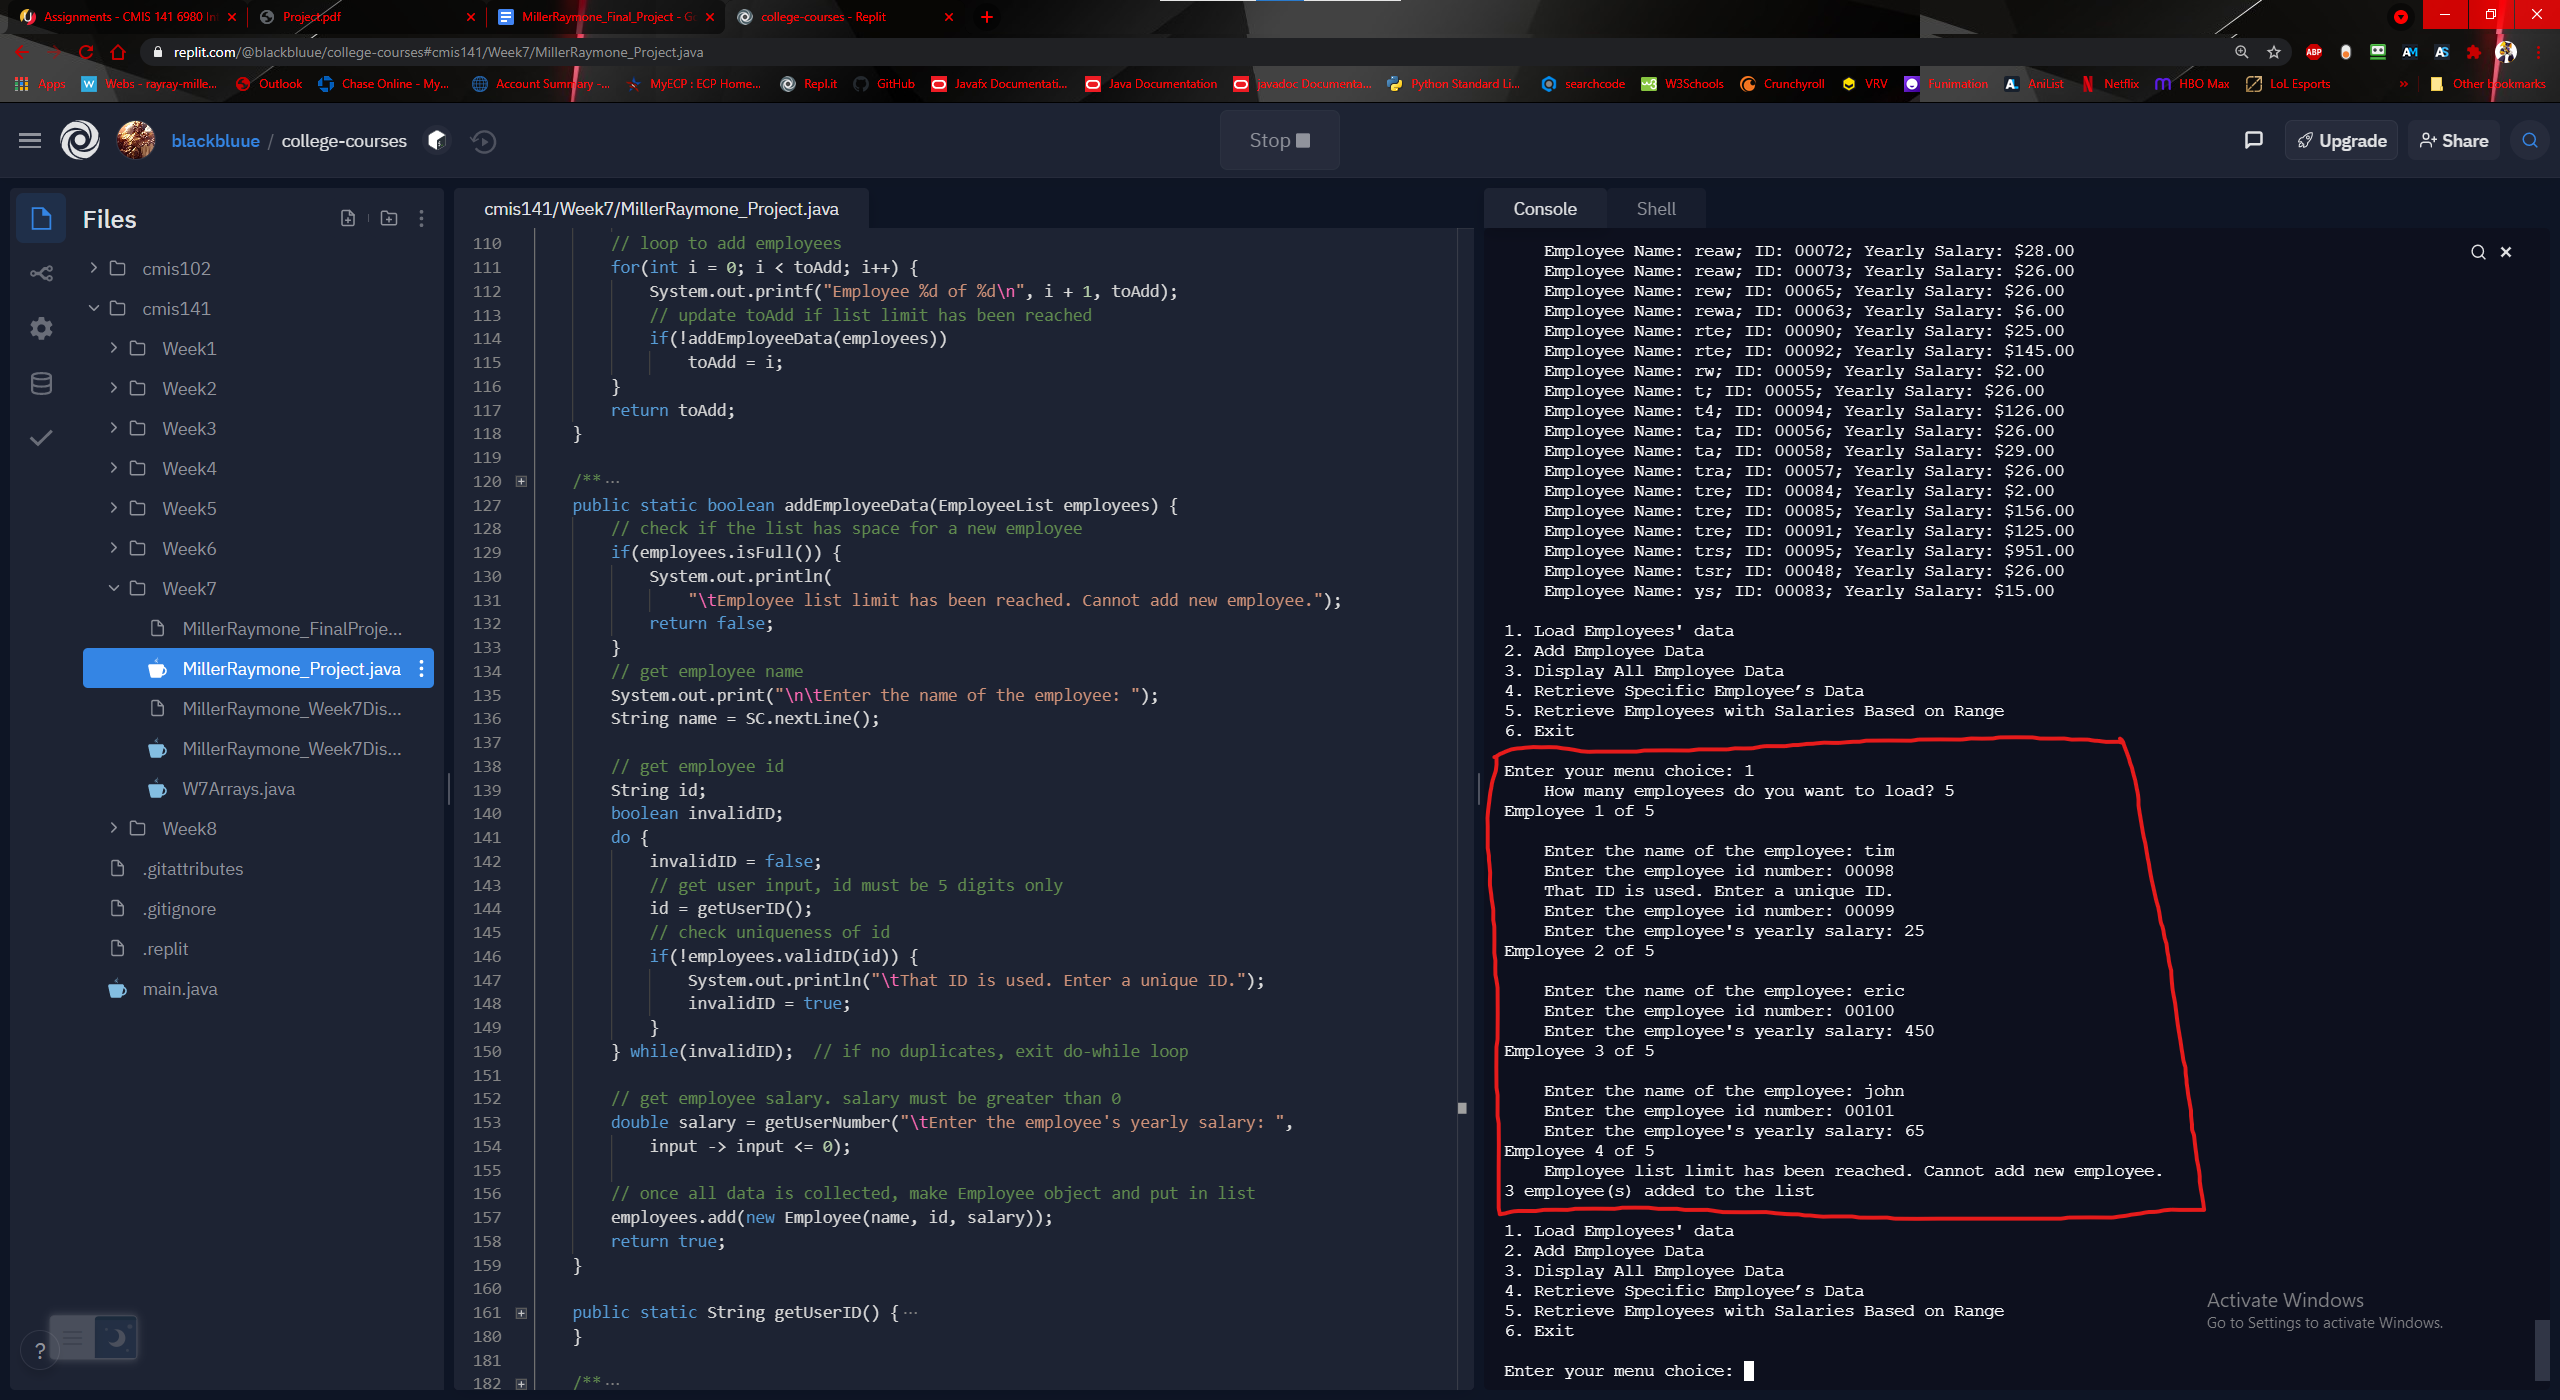 Assignments - CMIS 141 6980 In
Project.pdf
MillerRaymone_Final_Project - G
college-courses - Replit
replit.com/@blackbluue/college-courses#cmis141/Week7/MillerRaymone_Project.java
Apps
Webs - rayray-mille...
Outlook
Chase Online - My...
Account Summary -...
MyECP : ECP Home...
RepLit
GitHub
Javafx Documentati...
Java Documentation
javadoc Documenta...
Python Standard Li...
searchcode
W3Schools
Crunchyroll
VRV
Funimation
AniList
Netflix
HBO Max
LoL Esports
»
Other bookmarks
blackbluue / college-courses
Stop
Upgrade
Share
Files
cmis102
cmis141
Week1
Week2
Week3
Week4
Week5
Week6
Week7
MillerRaymone_FinalProje...
MillerRaymone_Project.java
MillerRaymone_Week7Dis...
MillerRaymone_Week7Dis...
W7Arrays.java
Week8
.gitattributes
.gitignore
.replit
main.java
?
cmis141/Week7/MillerRaymone_Project.java
110 // loop to add employees
111 for(int i = 0; i < toAdd; i++) {
112 System.out.printf("Employee %d of %d\n", i + 1, toAdd);
113 // update toAdd if list limit has been reached
114 if(!addEmployeeData(employees))
115 toAdd = i;
116 }
117 return toAdd;
118 }
119
120 /** ...
127 public static boolean addEmployeeData(EmployeeList employees) {
128 // check if the list has space for a new employee
129 if(employees.isFull()) {
130 System.out.println(
131 "\tEmployee list limit has been reached. Cannot add new employee.");
132 return false;
133 }
134 // get employee name
135 System.out.print("\n\tEnter the name of the employee: ");
136 String name = SC.nextLine();
137
138 // get employee id
139 String id;
140 boolean invalidID;
141 do {
142 invalidID = false;
143 // get user input, id must be 5 digits only
144 id = getUserID();
145 // check uniqueness of id
146 if(!employees.validID(id)) {
147 System.out.println("\tThat ID is used. Enter a unique ID.");
148 invalidID = true;
149 }
150 } while(invalidID);  // if no duplicates, exit do-while loop
151
152 // get employee salary. salary must be greater than 0
153 double salary = getUserNumber("\tEnter the employee's yearly salary: ",
154 input -> input <= 0);
155
156 // once all data is collected, make Employee object and put in list
157 employees.add(new Employee(name, id, salary));
158 return true;
159 }
160
161 public static String getUserID() { ...
180 }
181
182 /** ...
Console
Shell
Employee Name: reaw; ID: 00072; Yearly Salary: $28.00
Employee Name: reaw; ID: 00073; Yearly Salary: $26.00
Employee Name: rew; ID: 00065; Yearly Salary: $26.00
Employee Name: rewa; ID: 00063; Yearly Salary: $6.00
Employee Name: rte; ID: 00090; Yearly Salary: $25.00
Employee Name: rte; ID: 00092; Yearly Salary: $145.00
Employee Name: rw; ID: 00059; Yearly Salary: $2.00
Employee Name: t; ID: 00055; Yearly Salary: $26.00
Employee Name: t4; ID: 00094; Yearly Salary: $126.00
Employee Name: ta; ID: 00056; Yearly Salary: $26.00
Employee Name: ta; ID: 00058; Yearly Salary: $29.00
Employee Name: tra; ID: 00057; Yearly Salary: $26.00
Employee Name: tre; ID: 00084; Yearly Salary: $2.00
Employee Name: tre; ID: 00085; Yearly Salary: $156.00
Employee Name: tre; ID: 00091; Yearly Salary: $125.00
Employee Name: trs; ID: 00095; Yearly Salary: $951.00
Employee Name: tsr; ID: 00048; Yearly Salary: $26.00
Employee Name: ys; ID: 00083; Yearly Salary: $15.00
1. Load Employees' data
2. Add Employee Data
3. Display All Employee Data
4. Retrieve Specific Employee’s Data
5. Retrieve Employees with Salaries Based on Range
6. Exit
Enter your menu choice: 1
How many employees do you want to load? 5
Employee 1 of 5
Enter the name of the employee: tim
Enter the employee id number: 00098
That ID is used. Enter a unique ID.
Enter the employee id number: 00099
Enter the employee's yearly salary: 25
Employee 2 of 5
Enter the name of the employee: eric
Enter the employee id number: 00100
Enter the employee's yearly salary: 450
Employee 3 of 5
Enter the name of the employee: john
Enter the employee id number: 00101
Enter the employee's yearly salary: 65
Employee 4 of 5
Employee list limit has been reached. Cannot add new employee.
3 employee(s) added to the list
1. Load Employees' data
2. Add Employee Data
3. Display All Employee Data
4. Retrieve Specific Employee’s Data
5. Retrieve Employees with Salaries Based on Range
6. Exit
Enter your menu choice:
Activate Windows
Go to Settings to activate Windows.